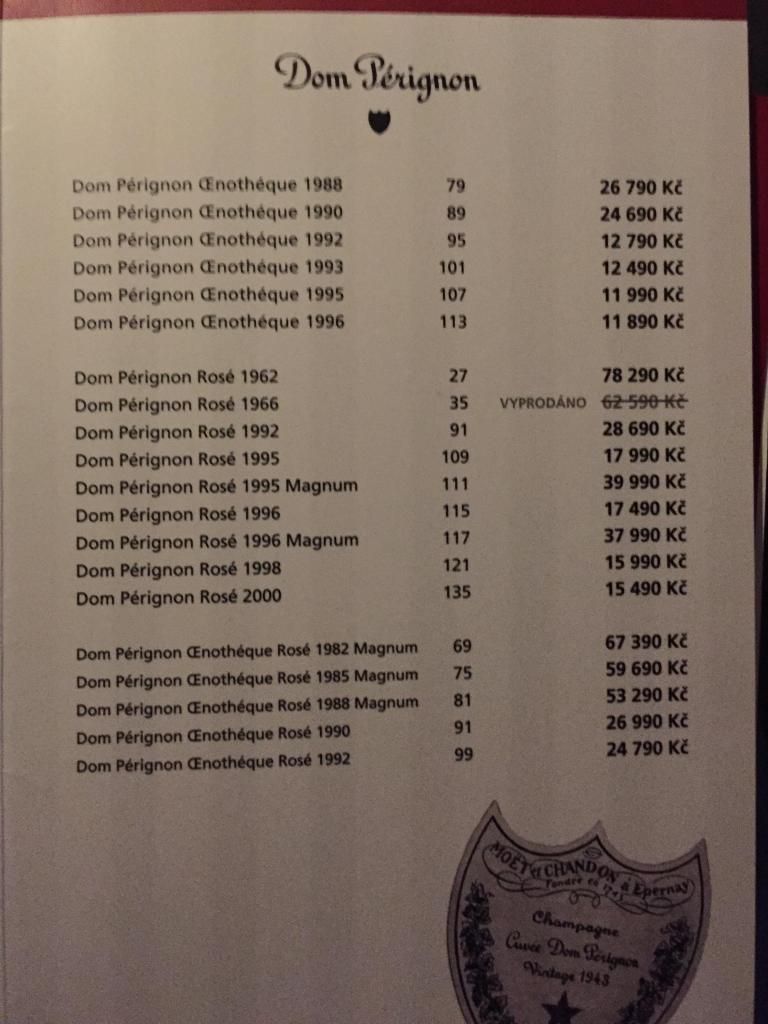 Dom Pérignon
Dom Pérignon Œnothéque 1988 79 26 790 Kč
Dom Pérignon Œnothéque 1990 89 24 690 Kč
Dom Pérignon Œnothéque 1992 95 12 790 Kč
Dom Pérignon Œnothéque 1993 101 12 490 Kč
Dom Pérignon Œnothéque 1995 107 11 990 Kč
Dom Pérignon Œnothéque 1996 113 11 890 Kč
Dom Pérignon Rosé 1962 27 78 290 Kč
Dom Pérignon Rosé 1966 35 VYPRODÁNO 62 590 Kč
Dom Pérignon Rosé 1992 91 28 690 Kč
Dom Pérignon Rosé 1995 109 17 990 Kč
Dom Pérignon Rosé 1995 Magnum 111 39 990 Kč
Dom Pérignon Rosé 1996 115 17 490 Kč
Dom Pérignon Rosé 1996 Magnum 117 37 990 Kč
Dom Pérignon Rosé 1998 121 15 990 Kč
Dom Pérignon Rosé 2000 135 15 490 Kč
Dom Pérignon Œnothéque Rosé 1982 Magnum 69 67 390 Kč
Dom Pérignon Œnothéque Rosé 1985 Magnum 75 59 690 Kč
Dom Pérignon Œnothéque Rosé 1988 Magnum 81 53 290 Kč
Dom Pérignon Œnothéque Rosé 1990 91 26 990 Kč
Dom Pérignon Œnothéque Rosé 1992 99 24 790 Kč
MOËT et CHANDON à Epernay
Fondée en 1743
Champagne
Cuvée Dom Pérignon
Vintage 1943